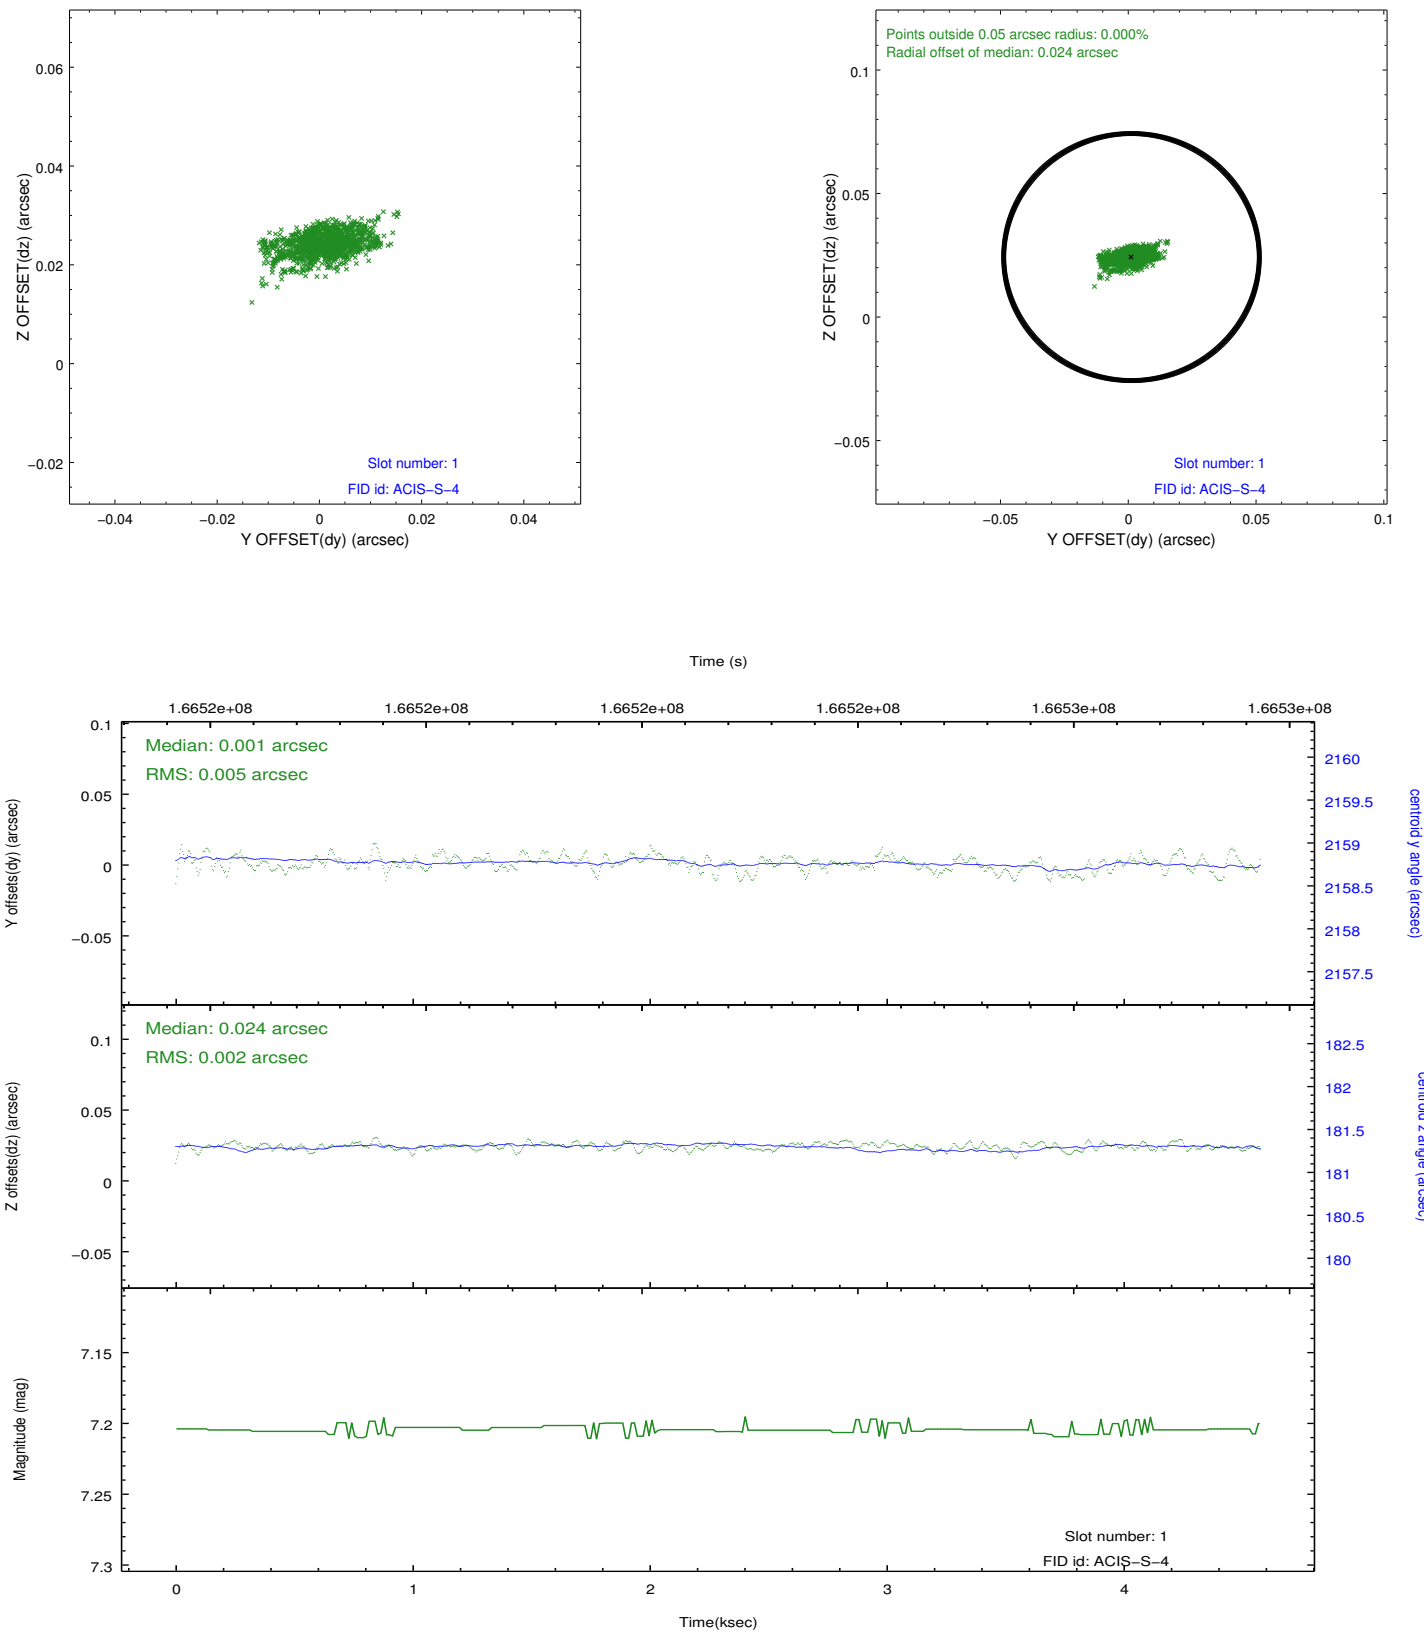 0.06
0.04
0.02
0
−0.02
Z OFFSET(dz) (arcsec)
Slot number: 1
FID id: ACIS−S−4
−0.04
−0.02
0
0.02
0.04
Y OFFSET(dy) (arcsec)
Points outside 0.05 arcsec radius: 0.000%
Radial offset of median: 0.024 arcsec
0.1
0.05
0
−0.05
Z OFFSET(dz) (arcsec)
Slot number: 1
FID id: ACIS−S−4
−0.05
0
0.05
0.1
Y OFFSET(dy) (arcsec)
Time (s)
1.6652e+08
1.6652e+08
1.6652e+08
1.6652e+08
1.6653e+08
1.6653e+08
Median: 0.001 arcsec
RMS: 0.005 arcsec
0.1
0.05
0
−0.05
Y offsets(dy) (arcsec)
2160
2159.5
2159
2158.5
2158
2157.5
centroid y angle (arcsec)
Median: 0.024 arcsec
RMS: 0.002 arcsec
0.1
0.05
0
−0.05
Z offsets(dz) (arcsec)
182.5
182
181.5
181
180.5
180
centroid z angle (arcsec)
7.15
7.2
7.25
7.3
Magnitude (mag)
Slot number: 1
FID id: ACIS−S−4
0
1
2
3
4
Time(ksec)